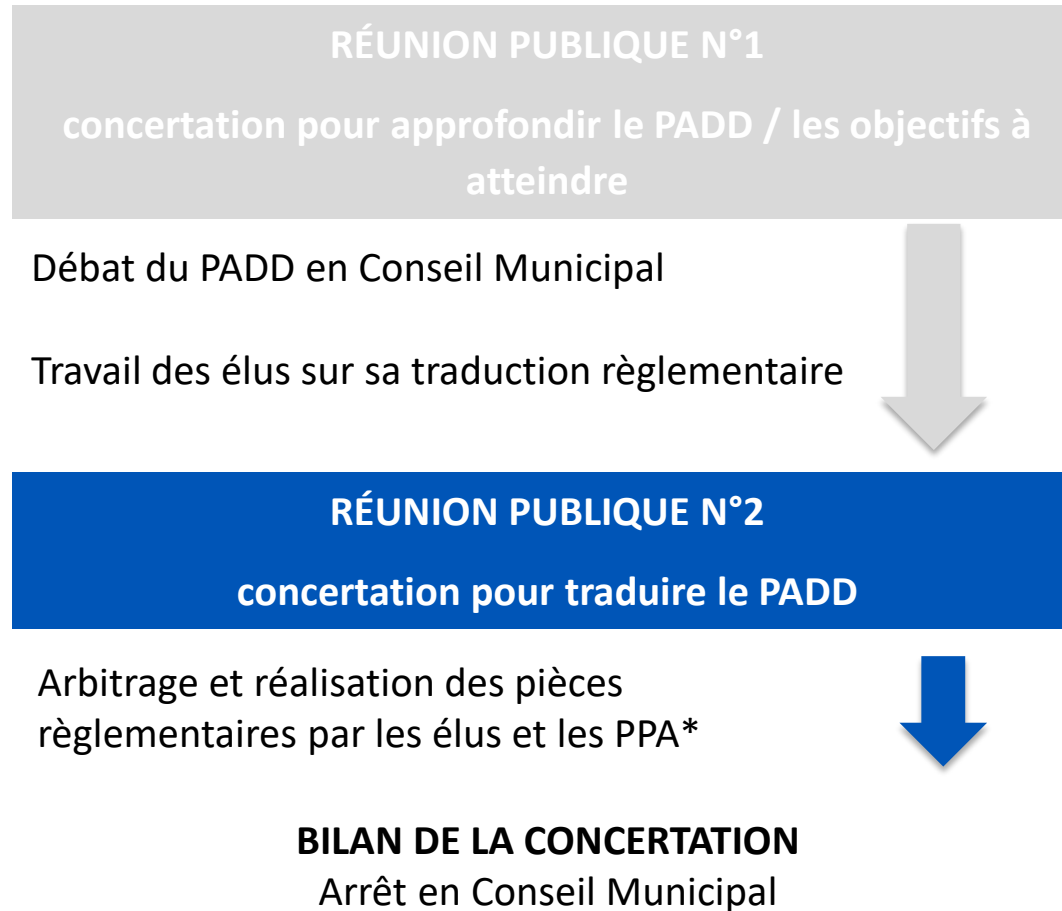 RÉUNION PUBLIQUE N°1
concertation pour approfondir le PADD / les objectifs à
atteindre
Débat du PADD en Conseil Municipal
Travail des élus sur sa traduction règlementaire
RÉUNION PUBLIQUE N°2
concertation pour traduire le PADD
Arbitrage et réalisation des pièces
règlementaires par les élus et les PPA*
BILAN DE LA CONCERTATION
Arrêt en Conseil Municipal